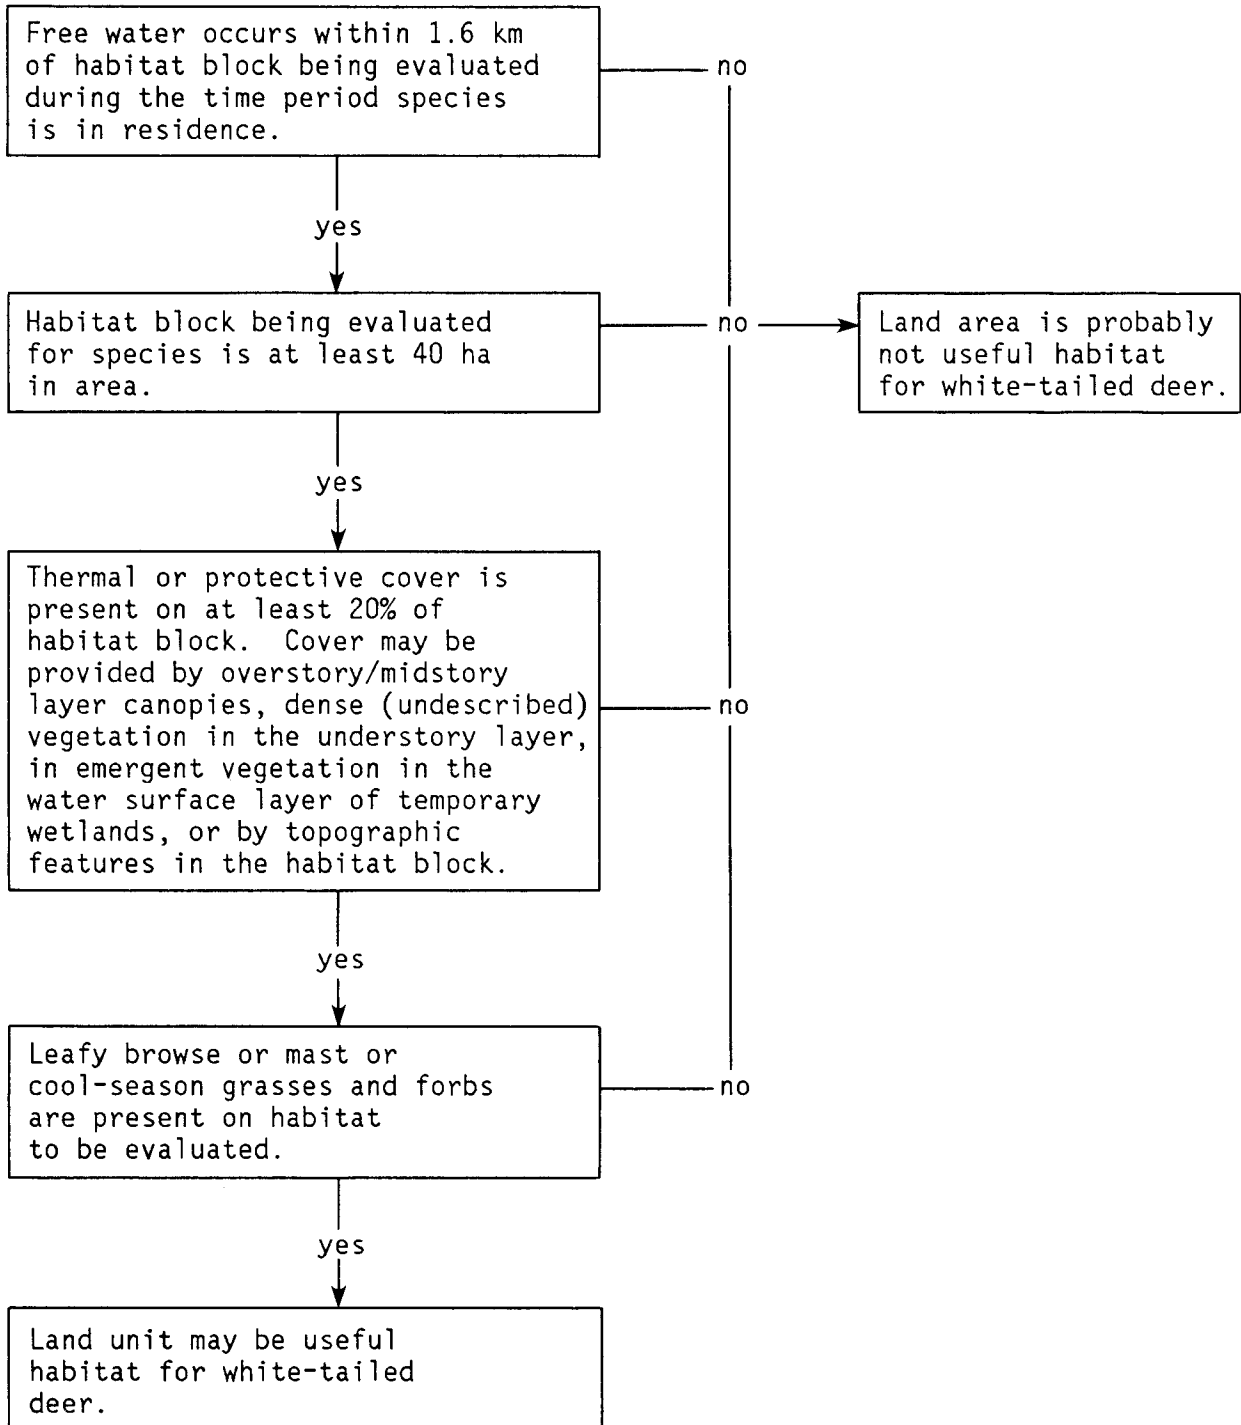 Free water occurs within 1.6 km
of habitat block being evaluated
during the time period species
is in residence.
no
yes
Habitat block being evaluated
for species is at least 40 ha
in area.
no
Land area is probably
not useful habitat
for white-tailed deer.
yes
Thermal or protective cover is
present on at least 20% of
habitat block.  Cover may be
provided by overstory/midstory
layer canopies, dense (undescribed)
vegetation in the understory layer,
in emergent vegetation in the
water surface layer of temporary
wetlands, or by topographic
features in the habitat block.
no
yes
Leafy browse or mast or
cool-season grasses and forbs
are present on habitat
to be evaluated.
no
yes
Land unit may be useful
habitat for white-tailed
deer.